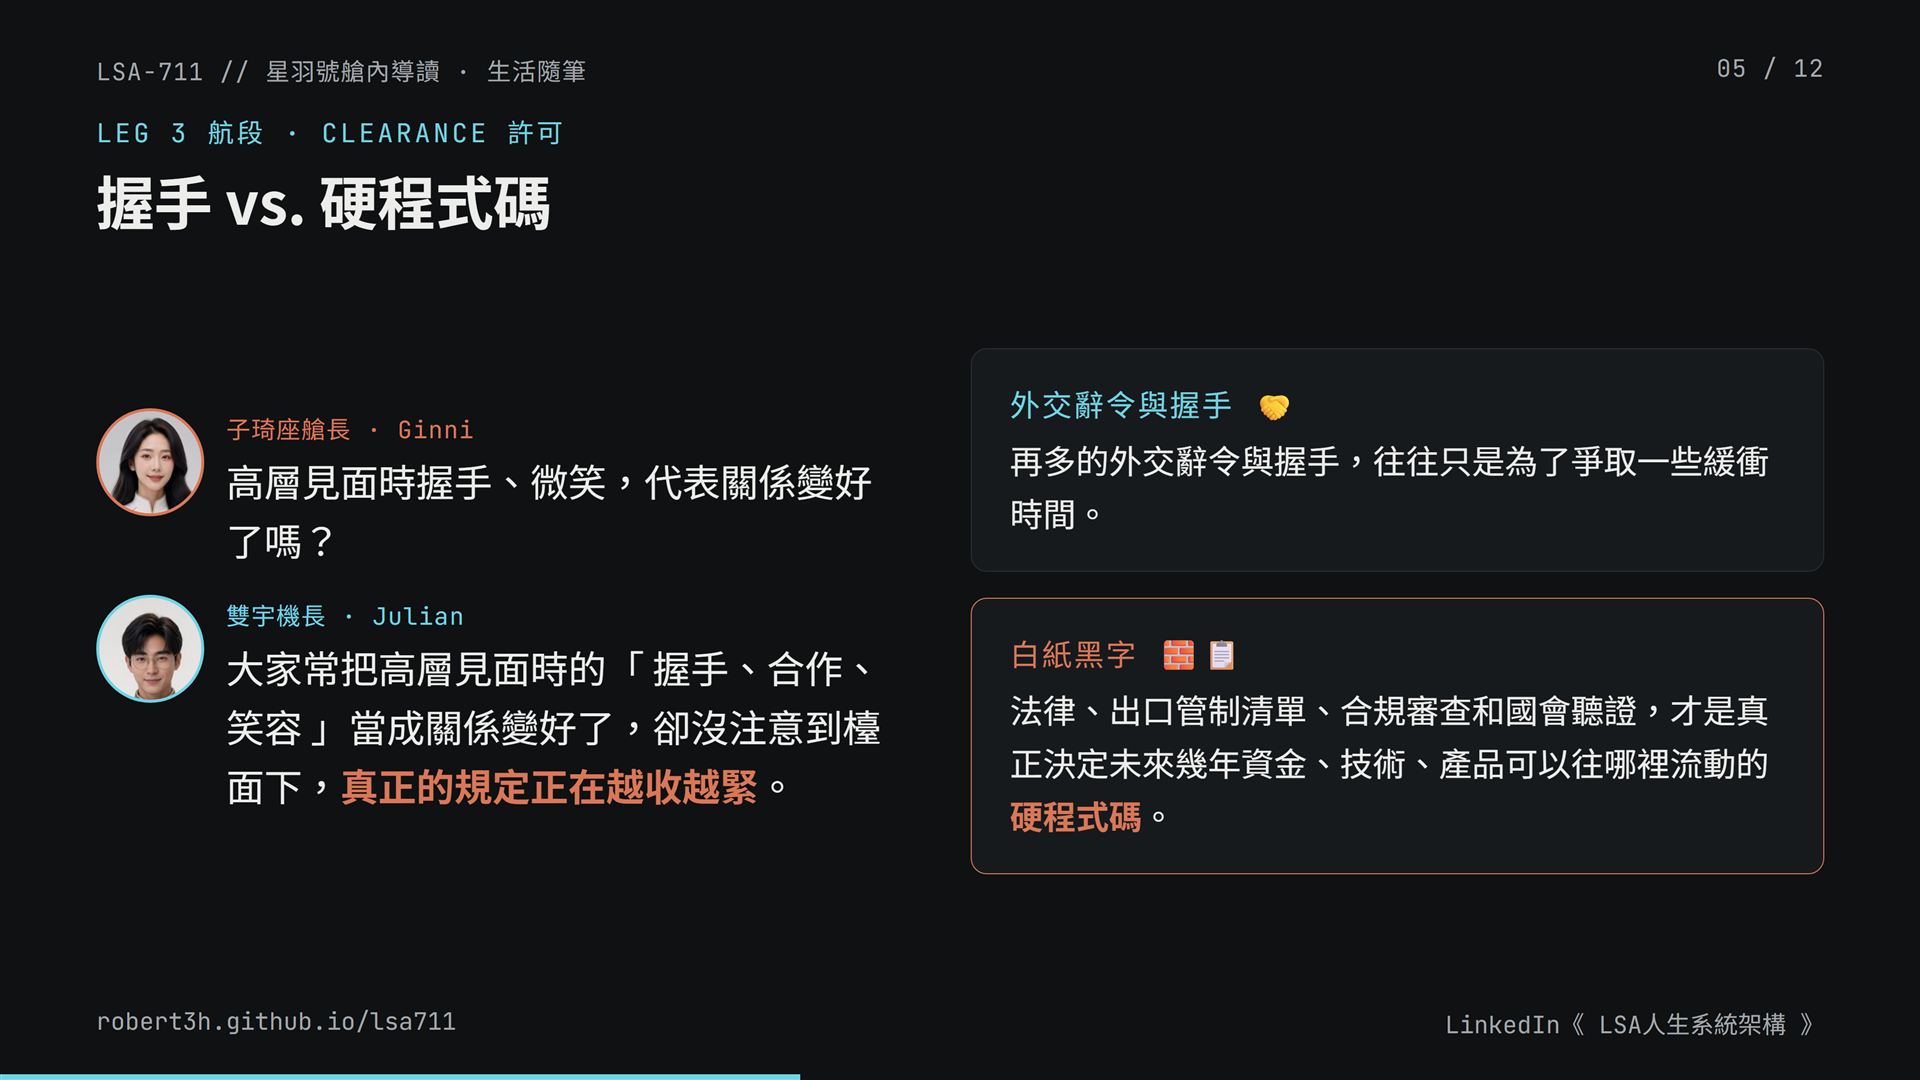 LSA-711 // 星羽號艙內導讀 · 生活隨筆
05 / 12
LEG 3 航段 · CLEARANCE 許可
握手 vs. 硬程式碼
子琦座艙長 · Ginni
高層見面時握手、微笑，代表關係變好
了嗎？
雙宇機長 · Julian
大家常把高層見面時的「握手、合作、
笑容」當成關係變好了，卻沒注意到檯
面下，真正的規定正在越收越緊。
外交辭令與握手 🤝
再多的外交辭令與握手，往往只是為了爭取一些緩衝
時間。
白紙黑字 🧱📋
法律、出口管制清單、合規審查和國會聽證，才是真
正決定未來幾年資金、技術、產品可以往哪裡流動的
硬程式碼。
robert3h.github.io/lsa711
LinkedIn《 LSA人生系統架構 》